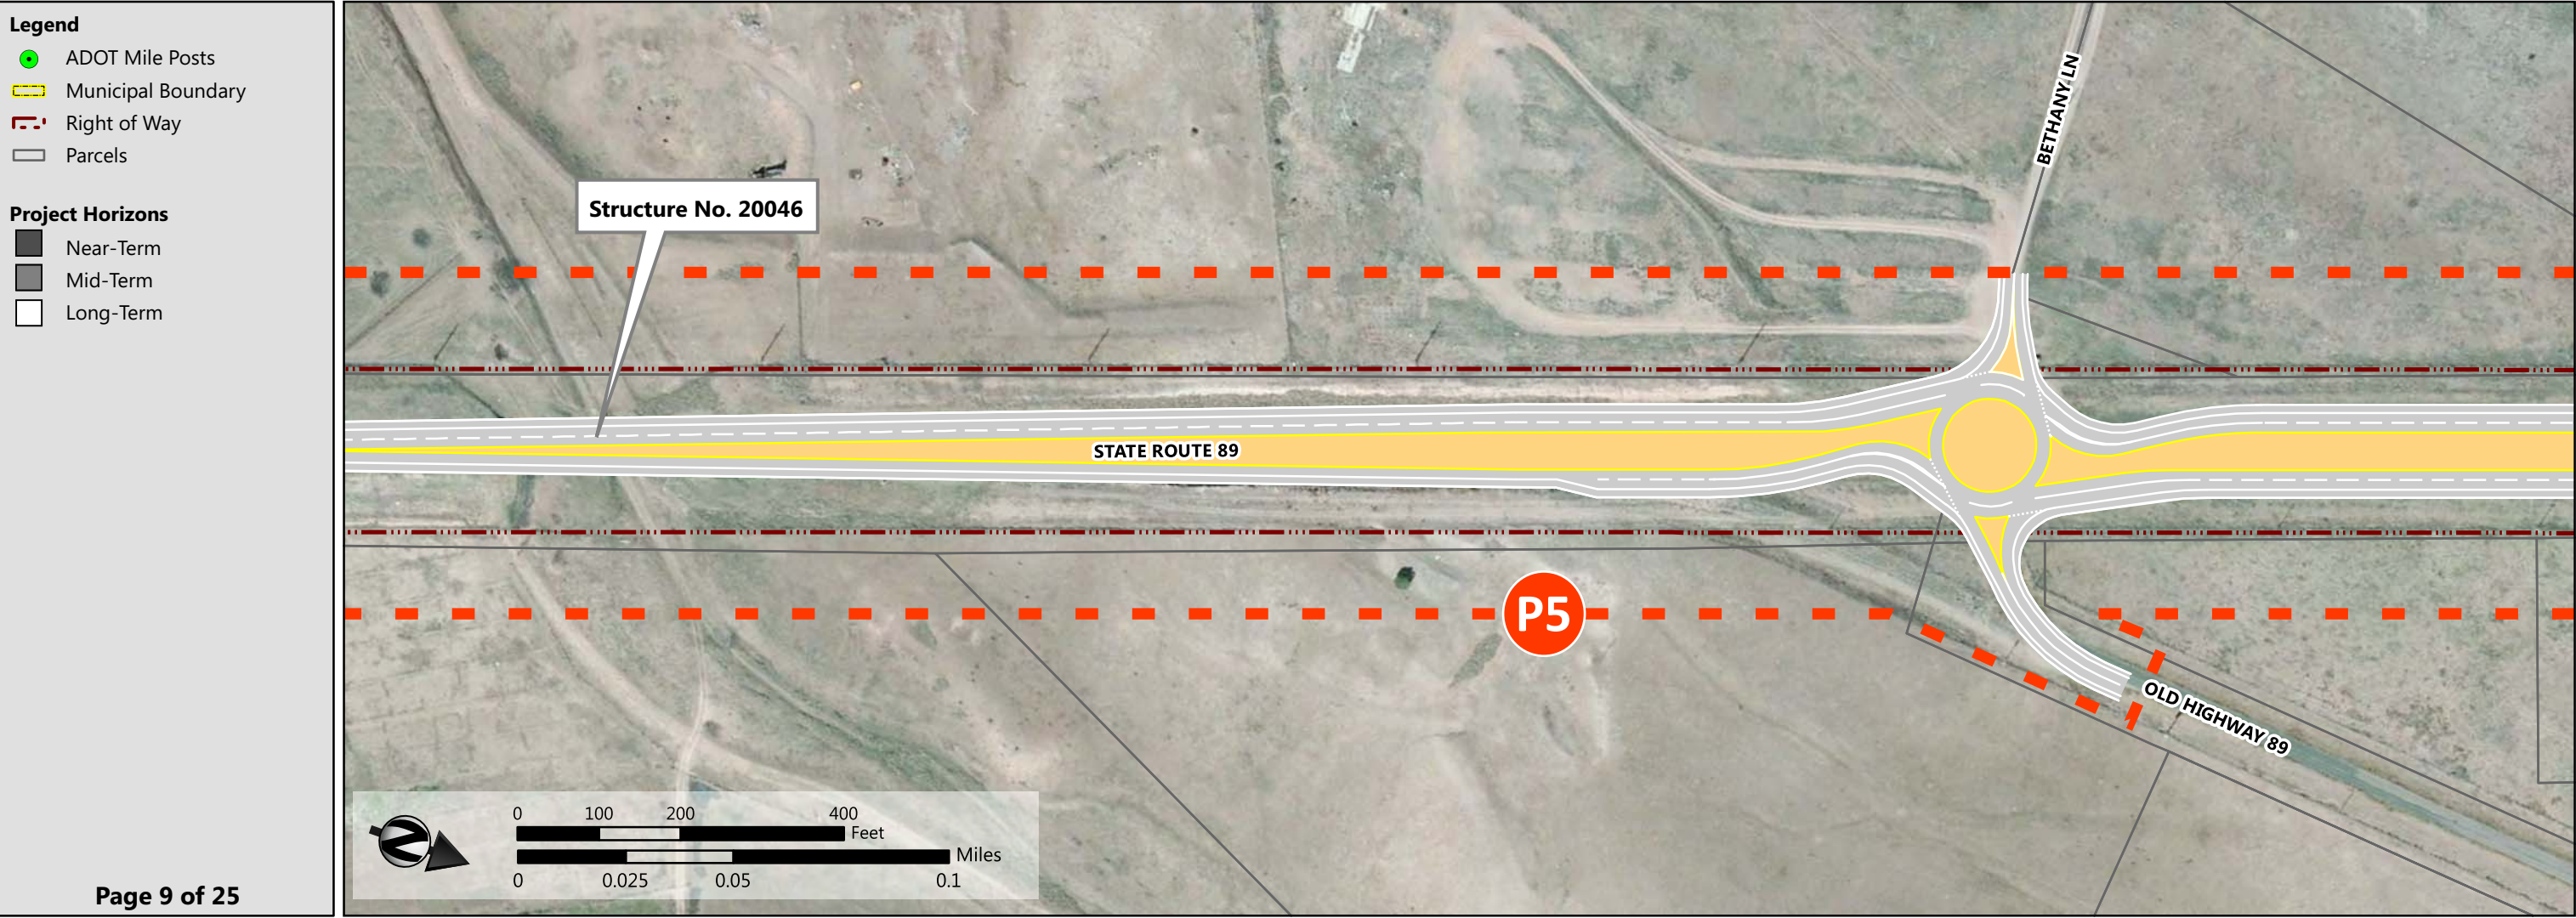 Legend
ADOT Mile Posts
Municipal Boundary
Right of Way
Parcels
Project Horizons
Near-Term
Mid-Term
Long-Term
Page 9 of 25
Structure No. 20046
BETHANY LN
STATE ROUTE 89
P5
OLD HIGHWAY 89
N
0 100 200 400
Feet
Miles
0 0.025 0.05 0.1